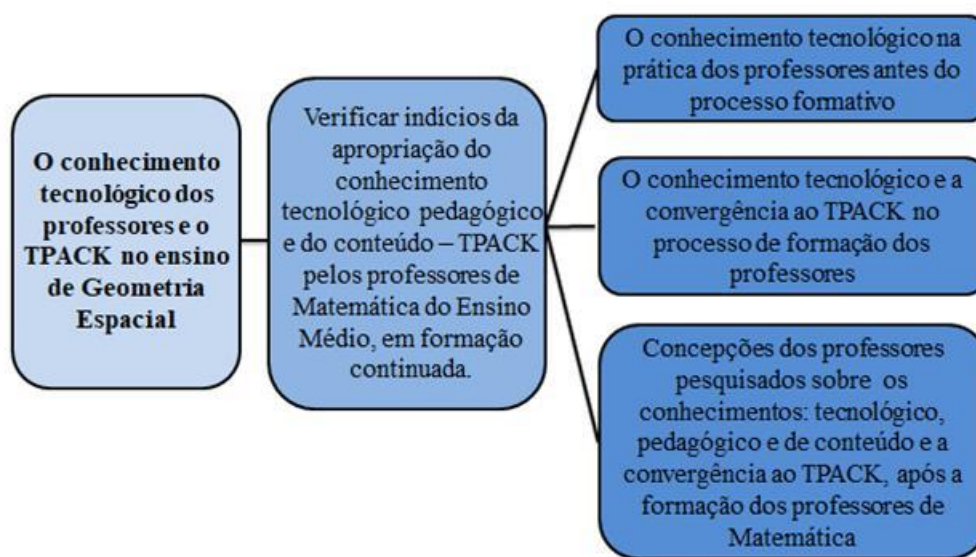 O conhecimento
tecnológico dos
professores e o
TPACK no ensino
de Geometria
Espacial
Verificar indícios da
apropriação do
conhecimento
tecnológico pedagógico
e do conteúdo – TPACK
pelos professores de
Matemática do Ensino
Médio, em formação
continuada.
O conhecimento tecnológico na
prática dos professores antes do
processo formativo
O conhecimento tecnológico e a
convergência ao TPACK no
processo de formação dos
professores
Concepções dos professores
pesquisados sobre os
conhecimentos: tecnológico,
pedagógico e de conteúdo e a
convergência ao TPACK, após a
formação dos professores de
Matemática